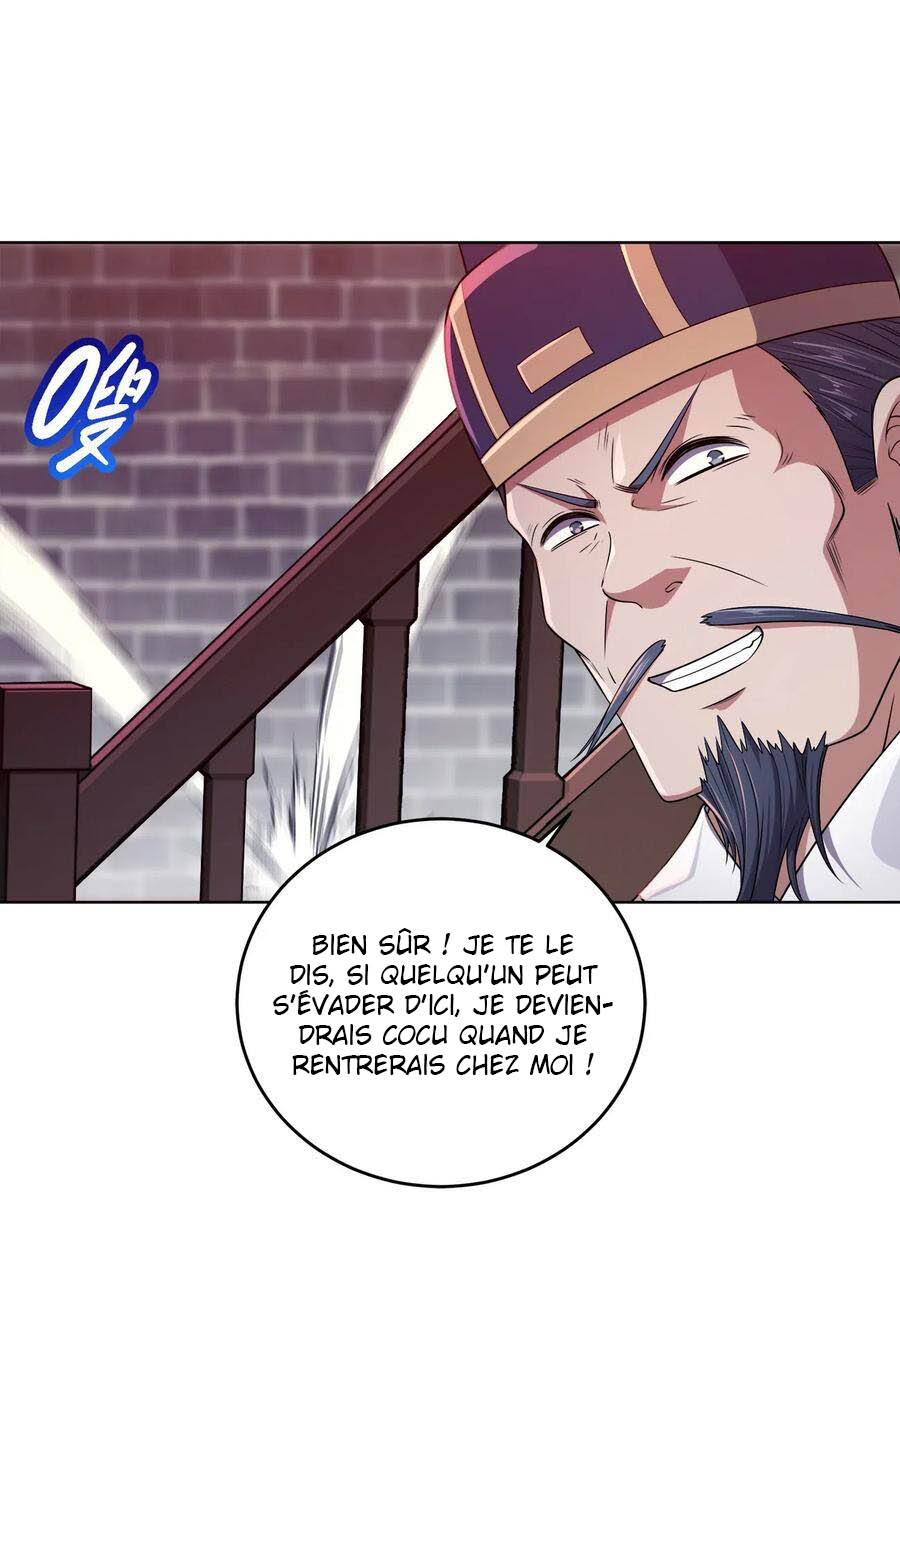 嗖
BIEN SÛR ! JE TE LE
DIS, SI QUELQU'UN PEUT
S'ÉVADER D'ICI, JE DEVIEN-
DRAIS COCU QUAND JE
RENTRERAIS CHEZ MOI !